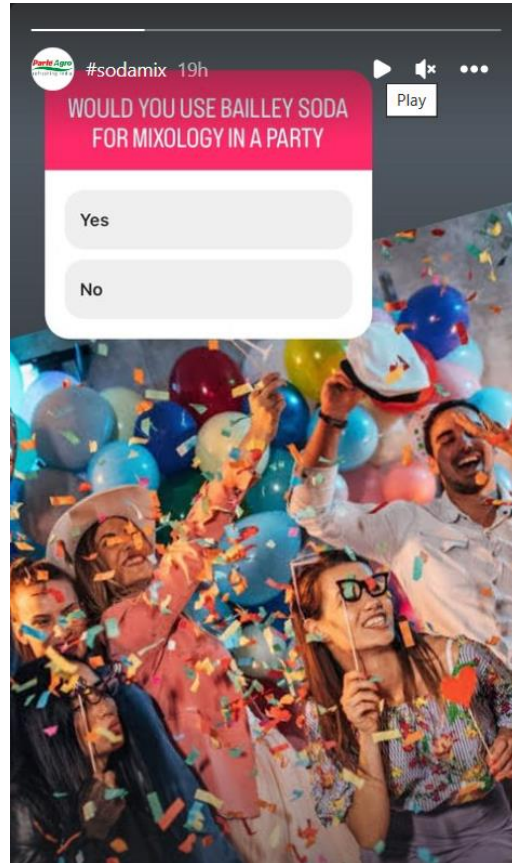 Parle Agro
#sodamix 19h
Play
WOULD YOU USE BAILLEY SODA
FOR MIXOLOGY IN A PARTY
Yes
No